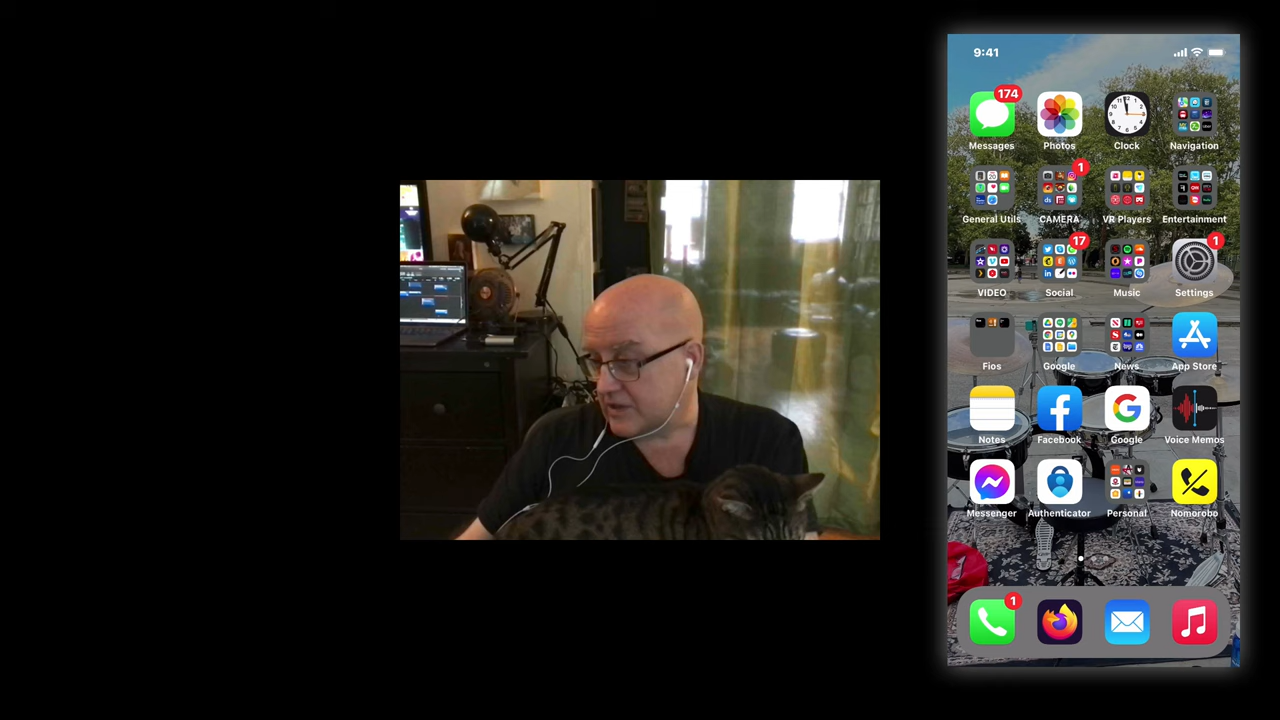 9:41
174
Messages
Photos
Clock
Navigation
1
General Utils
CAMERA
VR Players
Entertainment
17
1
VIDEO
Social
Music
Settings
Fios
Google
News
App Store
Notes
Facebook
Google
Voice Memos
Messenger
Authenticator
Personal
Nomorobo
1